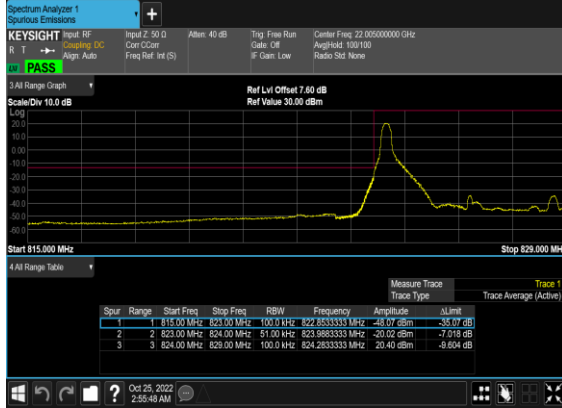 Spectrum Analyzer 1
Spurious Emissions
+
KEYSIGHT Input: RF Input Z: 50 Ω Atten: 40 dB Trig: Free Run Center Freq: 22.005000000 GHz
R T Coupling: DC Corr CCorr Gate: Off Avg|Hold: 100/100
Align: Auto Freq Ref: Int (S) IF Gain: Low Radio Std: None
PASS
3 All Range Graph
Ref Lvl Offset 7.60 dB
Scale/Div 10.0 dB Ref Value 30.00 dBm
Log
20.0
10.0
0.00
-10.0
-20.0
-30.0
-40.0
-50.0
-60.0
Start 815.000 MHz Stop 829.000 MH
4 All Range Table
Measure Trace Trace 1
Trace Type Trace Average (Active)
Spur Range Start Freq Stop Freq RBW Frequency Amplitude ΔLimit
1 1 815.00 MHz 823.00 MHz 100.0 kHz 822.8533333 MHz -48.07 dBm -35.07 dB
2 2 823.00 MHz 824.00 MHz 51.00 kHz 823.9883333 MHz -20.02 dBm -7.018 dB
3 3 824.00 MHz 829.00 MHz 100.0 kHz 824.2833333 MHz 20.40 dBm -9.604 dB
? Oct 25, 2022
2:55:48 AM